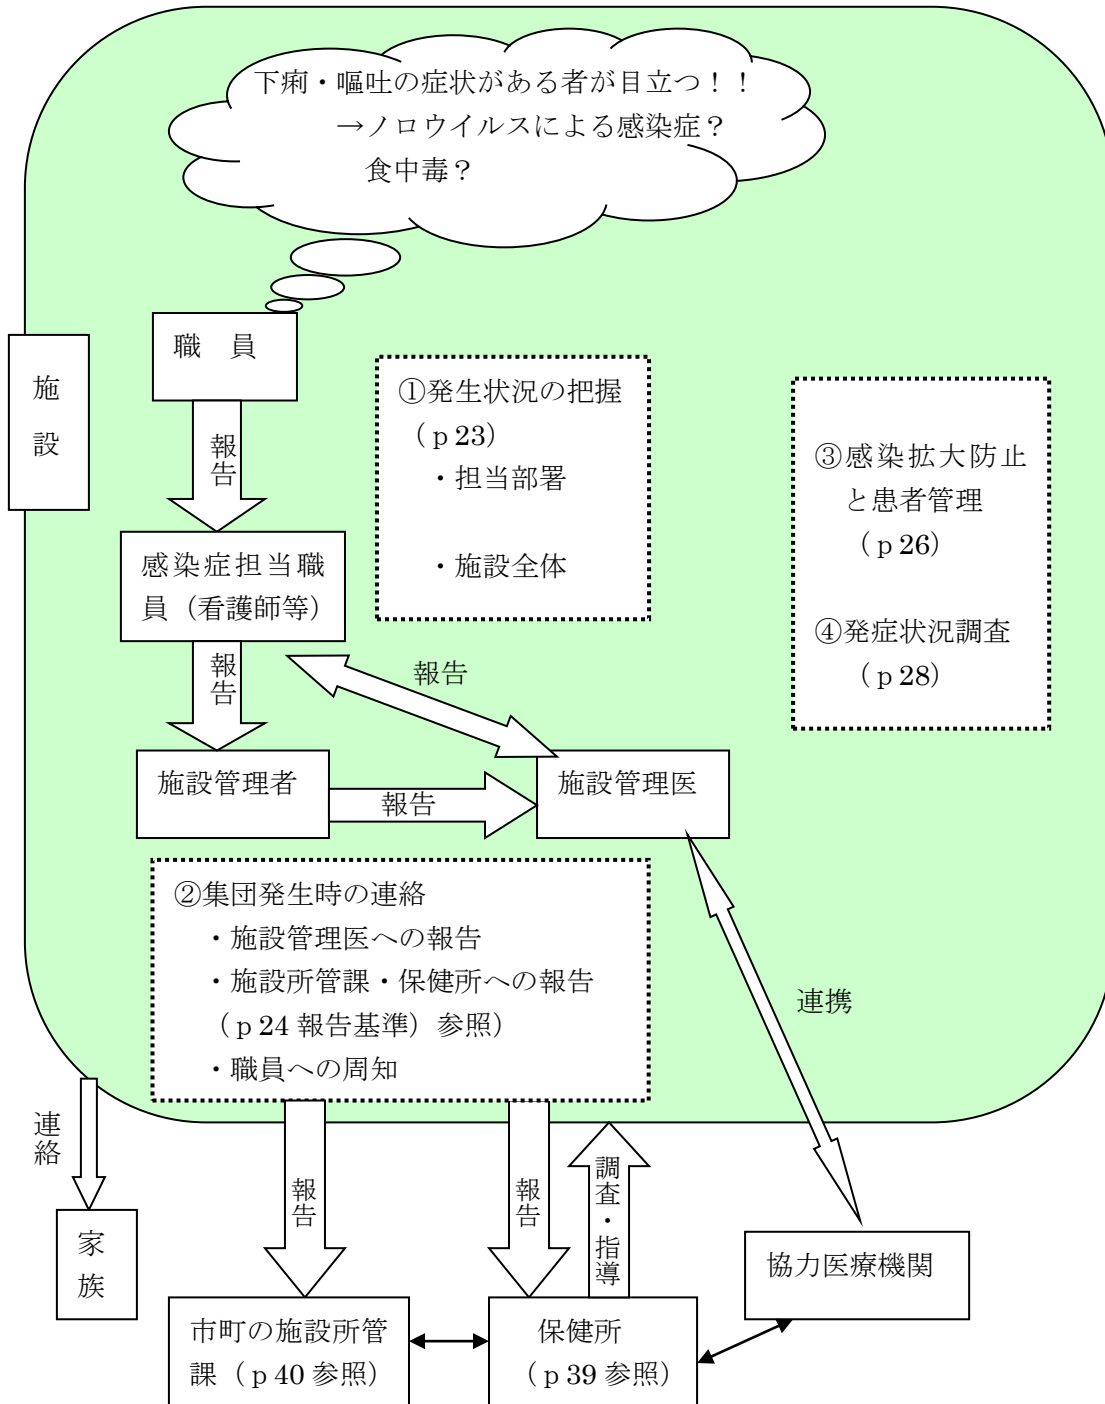 下痢・嘔吐の症状がある者が目立つ！！
→ノロウイルスによる感染症？
食中毒？
職　員
施設
報告
①発生状況の把握
（ｐ23）
・担当部署
・施設全体
③感染拡大防止
と患者管理
（ｐ26）
④発症状況調査
（ｐ28）
感染症担当職
員（看護師等）
報告
報告
施設管理者
報告
施設管理医
②集団発生時の連絡
・施設管理医への報告
・施設所管課・保健所への報告
（ｐ24 報告基準）参照）
・職員への周知
連携
連絡
報告
報告
調査・指導
家族
協力医療機関
市町の施設所管
課（ｐ40 参照）
保健所
（ｐ39 参照）